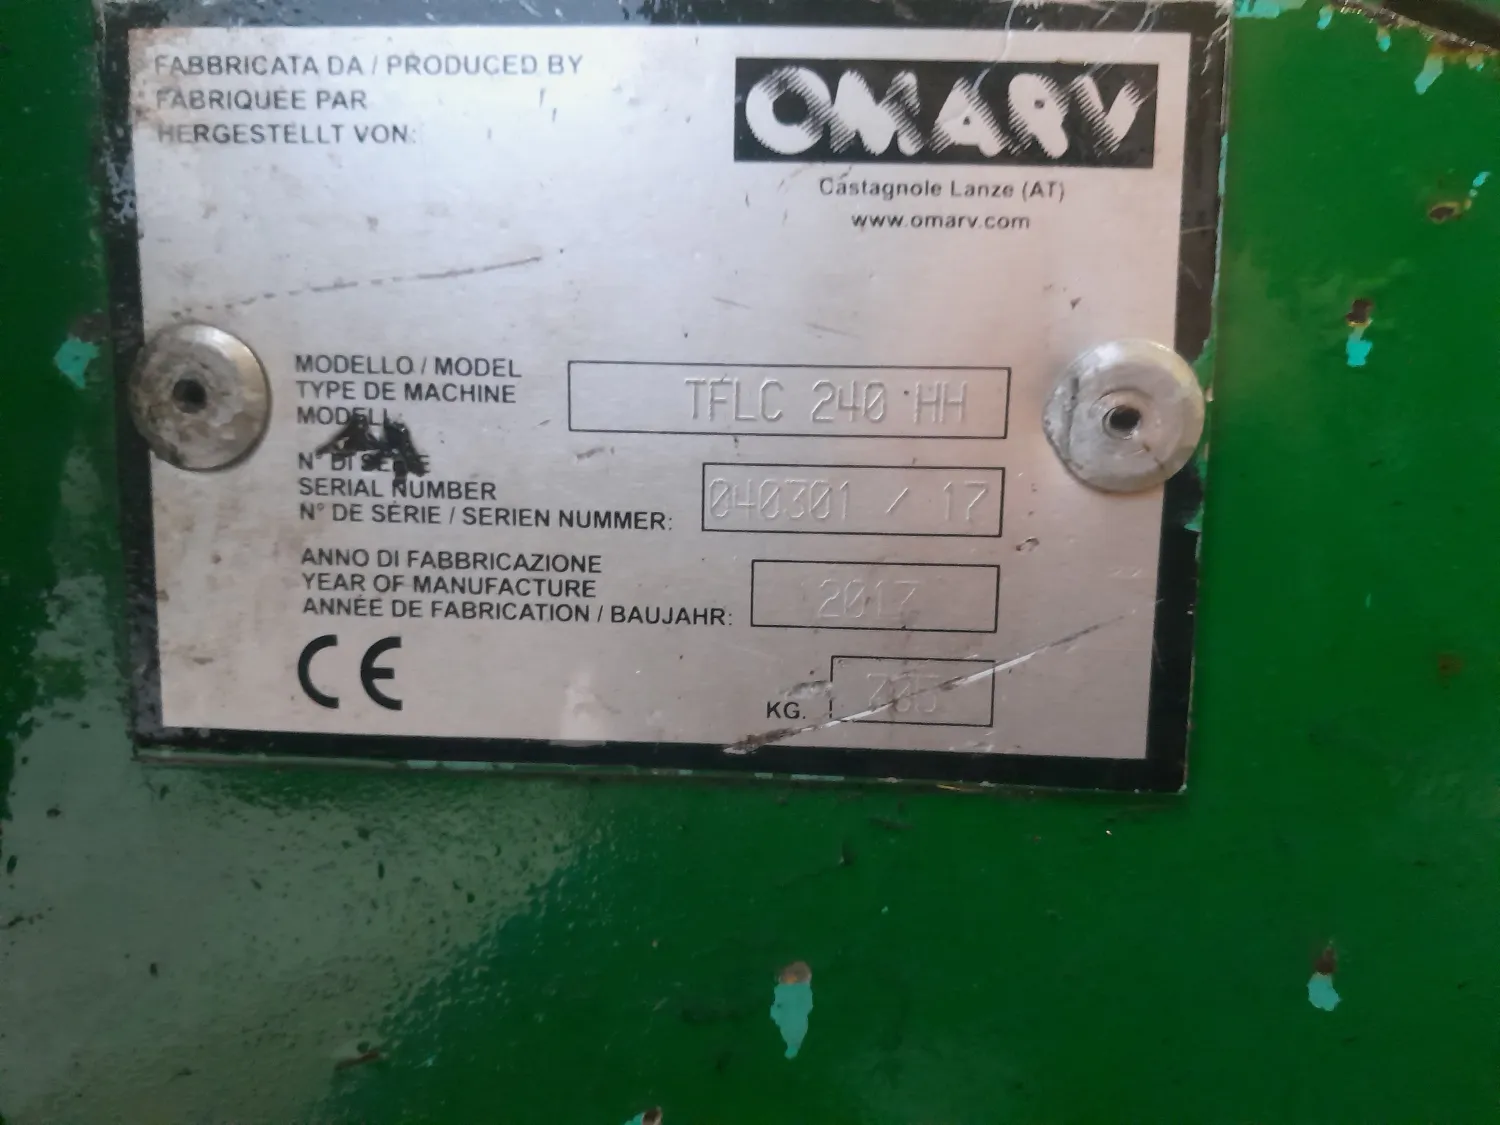 FABBRICATA DA / PRODUCED BY
FABRIQUÉE PAR
HERGESTELLT VON:
OMARV
Castagnole Lanze (AT)
www.omarv.com
MODELLO / MODEL
TYPE DE MACHINE
MODELL:
TFLC 240 HH
N° DI SERIE
SERIAL NUMBER
N° DE SÉRIE / SERIEN NUMMER:
040301 / 17
ANNO DI FABBRICAZIONE
YEAR OF MANUFACTURE
ANNÉE DE FABRICATION / BAUJAHR:
2017
CE
KG.